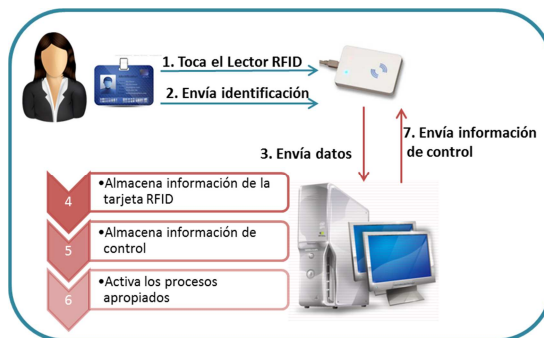 1. Toca el Lector RFID
2. Envía identificación
3. Envía datos
7. Envía información
de control
4
•Almacena información de la
tarjeta RFID
5
•Almacena información de
control
6
•Activa los procesos
apropiados